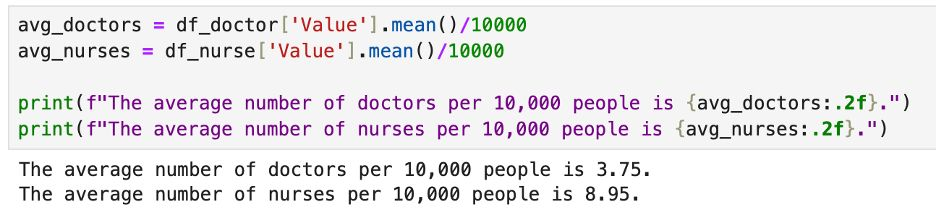 avg_doctors = df_doctor['Value'].mean()/10000
avg_nurses = df_nurse['Value'].mean()/10000
print(f"The average number of doctors per 10,000 people is {avg_doctors:.2f}.")
print(f"The average number of nurses per 10,000 people is {avg_nurses:.2f}.")
The average number of doctors per 10,000 people is 3.75.
The average number of nurses per 10,000 people is 8.95.